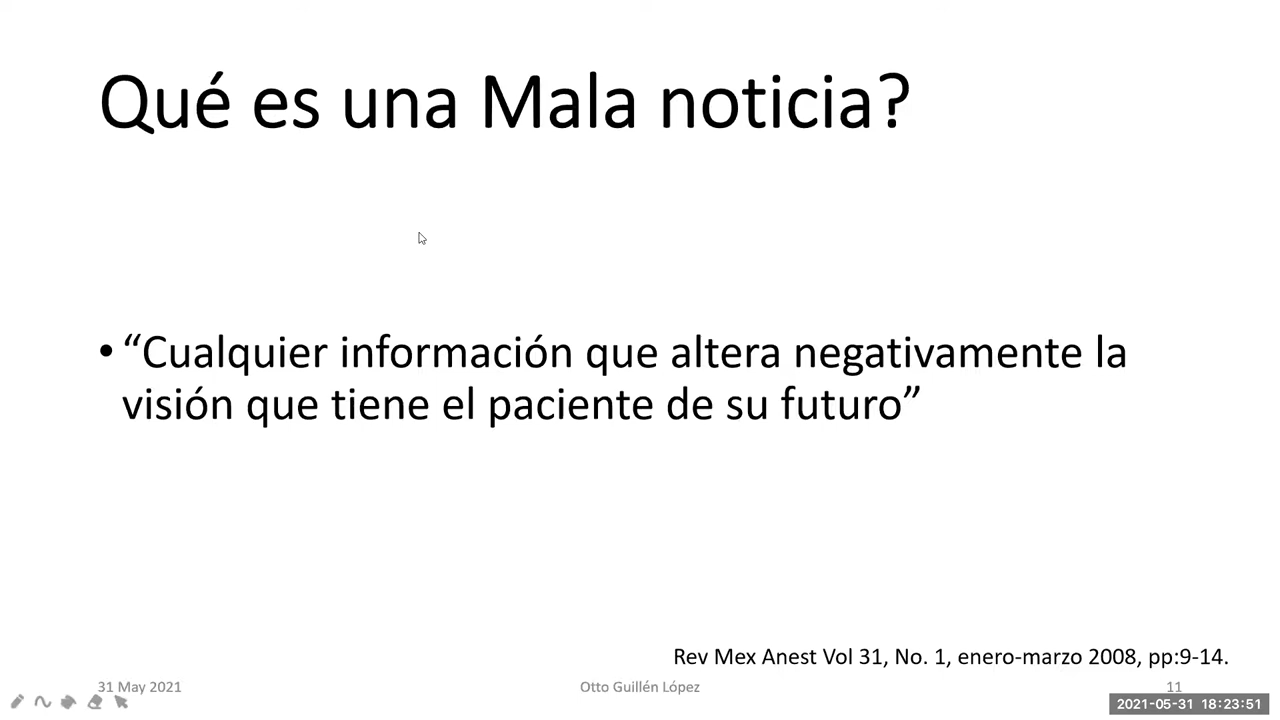 Qué es una Mala noticia?
• “Cualquier información que altera negativamente la
visión que tiene el paciente de su futuro”
Rev Mex Anest Vol 31, No. 1, enero-marzo 2008, pp:9-14.
31 May 2021
Otto Guillén López
11
2021-05-31 18:23:51